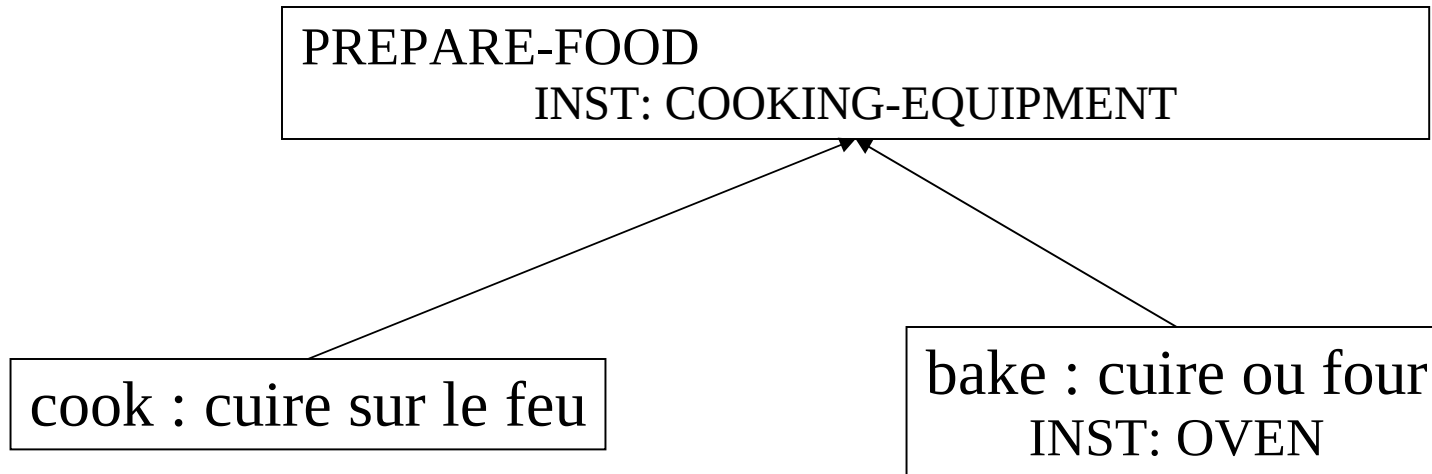 PREPARE-FOOD
INST: COOKING-EQUIPMENT
cook : cuire sur le feu
bake : cuire ou four
INST: OVEN